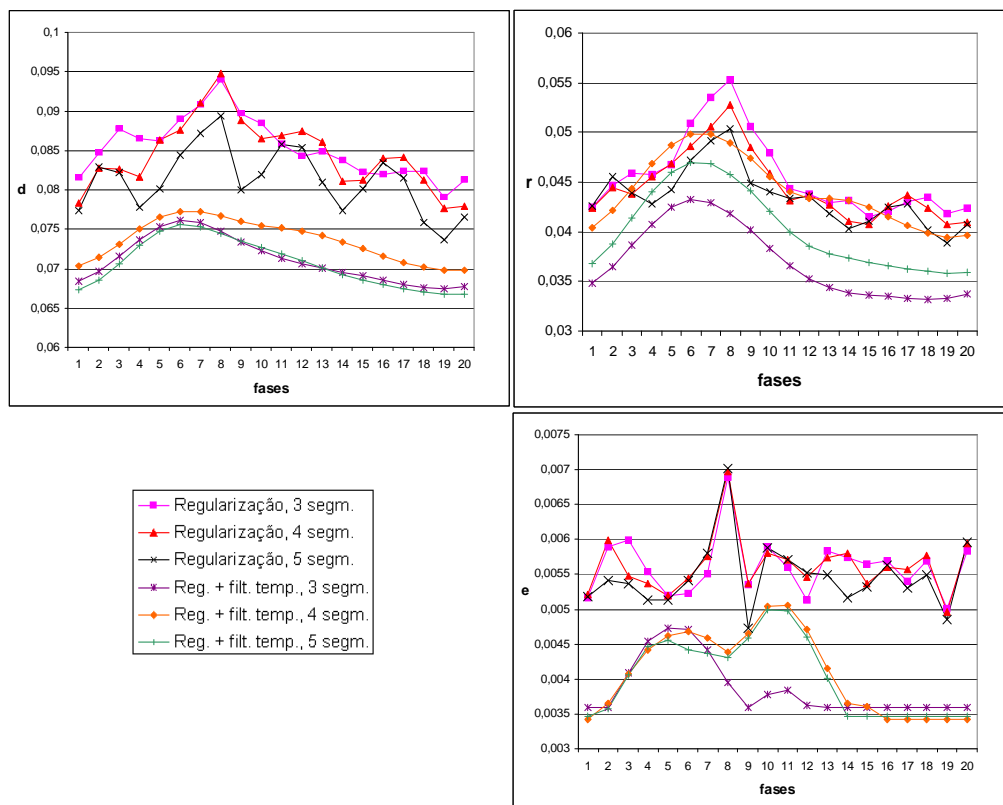 0,1
0,095
0,09
0,085
d
0,08
0,075
0,07
0,065
0,06
1 2 3 4 5 6 7 8 9 10 11 12 13 14 15 16 17 18 19 20
fases
0,06
0,055
0,05
r
0,045
0,04
0,035
0,03
1 2 3 4 5 6 7 8 9 10 11 12 13 14 15 16 17 18 19 20
fases
Regularização, 3 segm.
Regularização, 4 segm.
Regularização, 5 segm.
Reg. + filt. temp., 3 segm.
Reg. + filt. temp., 4 segm.
Reg. + filt. temp., 5 segm.
0,0075
0,007
0,0065
0,006
0,0055
e
0,005
0,0045
0,004
0,0035
0,003
1 2 3 4 5 6 7 8 9 10 11 12 13 14 15 16 17 18 19 20
fases